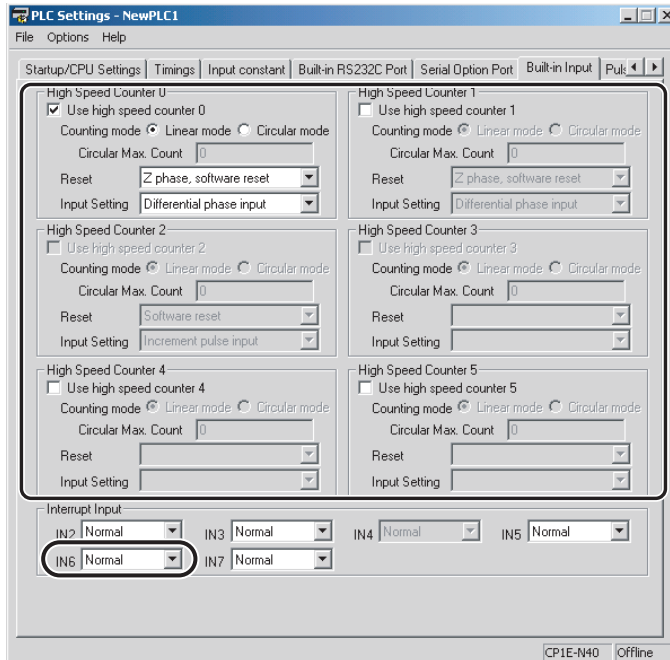 PLC Settings - NewPLC1
File Options Help
Startup/CPU Settings Timings Input constant Built-in RS232C Port Serial Option Port Built-in Input
High Speed Counter 0
Use high speed counter 0
Counting mode Linear mode Circular mode
Circular Max. Count 0
Reset Z phase, software reset
Input Setting Differential phase input
High Speed Counter 1
Use high speed counter 1
Counting mode Linear mode Circular mode
Circular Max. Count 0
Reset Z phase, software reset
Input Setting Differential phase input
High Speed Counter 2
Use high speed counter 2
Counting mode Linear mode Circular mode
Circular Max. Count 0
Reset Software reset
Input Setting Increment pulse input
High Speed Counter 3
Use high speed counter 3
Counting mode Linear mode Circular mode
Circular Max. Count 0
Reset
Input Setting
High Speed Counter 4
Use high speed counter 4
Counting mode Linear mode Circular mode
Circular Max. Count 0
Reset
Input Setting
High Speed Counter 5
Use high speed counter 5
Counting mode Linear mode Circular mode
Circular Max. Count 0
Reset
Input Setting
Interrupt Input
IN2 Normal IN3 Normal IN4 Normal IN5 Normal
IN6 Normal IN7 Normal
CP1E-N40 Offline